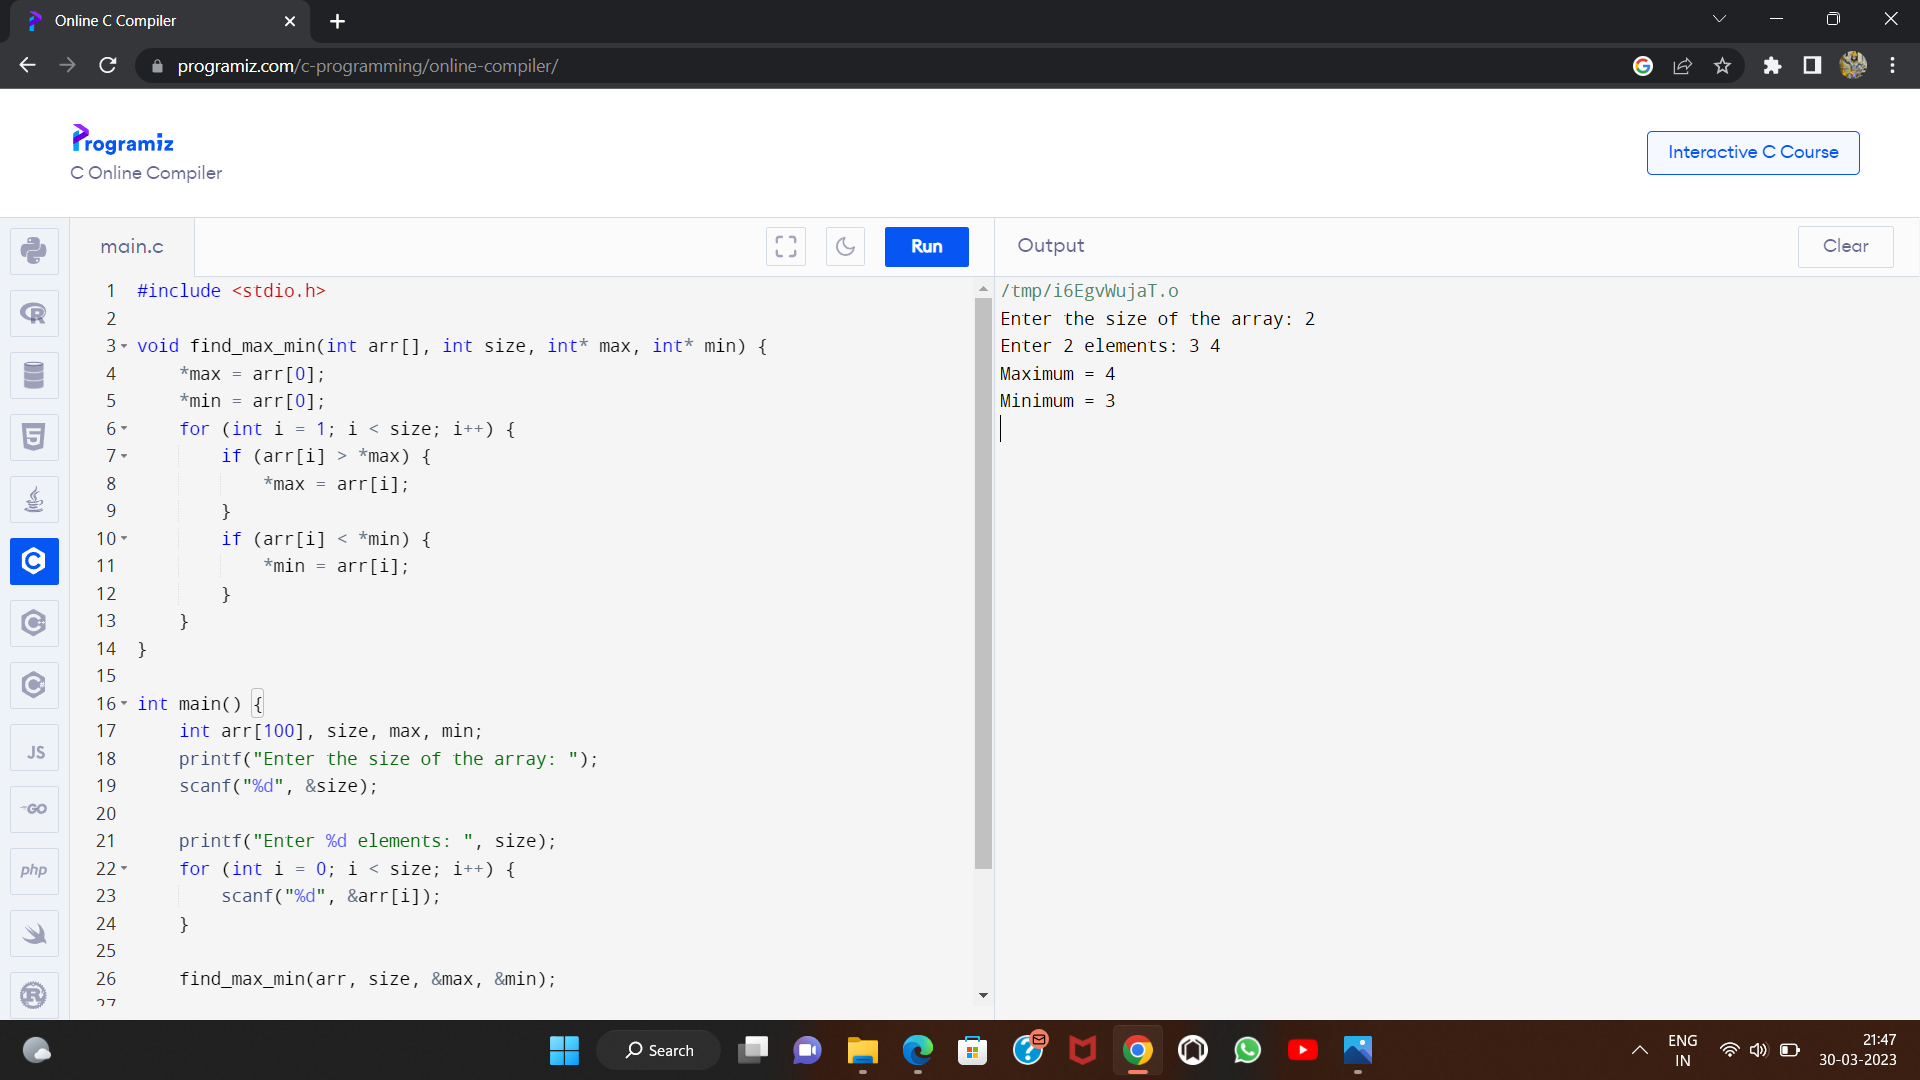 Online C Compiler
programiz.com/c-programming/online-compiler/
Programiz
C Online Compiler
Interactive C Course
main.c
Run
Output
Clear
1 #include <stdio.h>
2
3 void find_max_min(int arr[], int size, int* max, int* min) {
4 *max = arr[0];
5 *min = arr[0];
6 for (int i = 1; i < size; i++) {
7 if (arr[i] > *max) {
8 *max = arr[i];
9 }
10 if (arr[i] < *min) {
11 *min = arr[i];
12 }
13 }
14 }
15
16 int main() {
17 int arr[100], size, max, min;
18 printf("Enter the size of the array: ");
19 scanf("%d", &size);
20
21 printf("Enter %d elements: ", size);
22 for (int i = 0; i < size; i++) {
23 scanf("%d", &arr[i]);
24 }
25
26 find_max_min(arr, size, &max, &min);
27
/tmp/i6EgvWujaT.o
Enter the size of the array: 2
Enter 2 elements: 3 4
Maximum = 4
Minimum = 3
JS
GO
php
Search
ENG
IN
21:47
30-03-2023